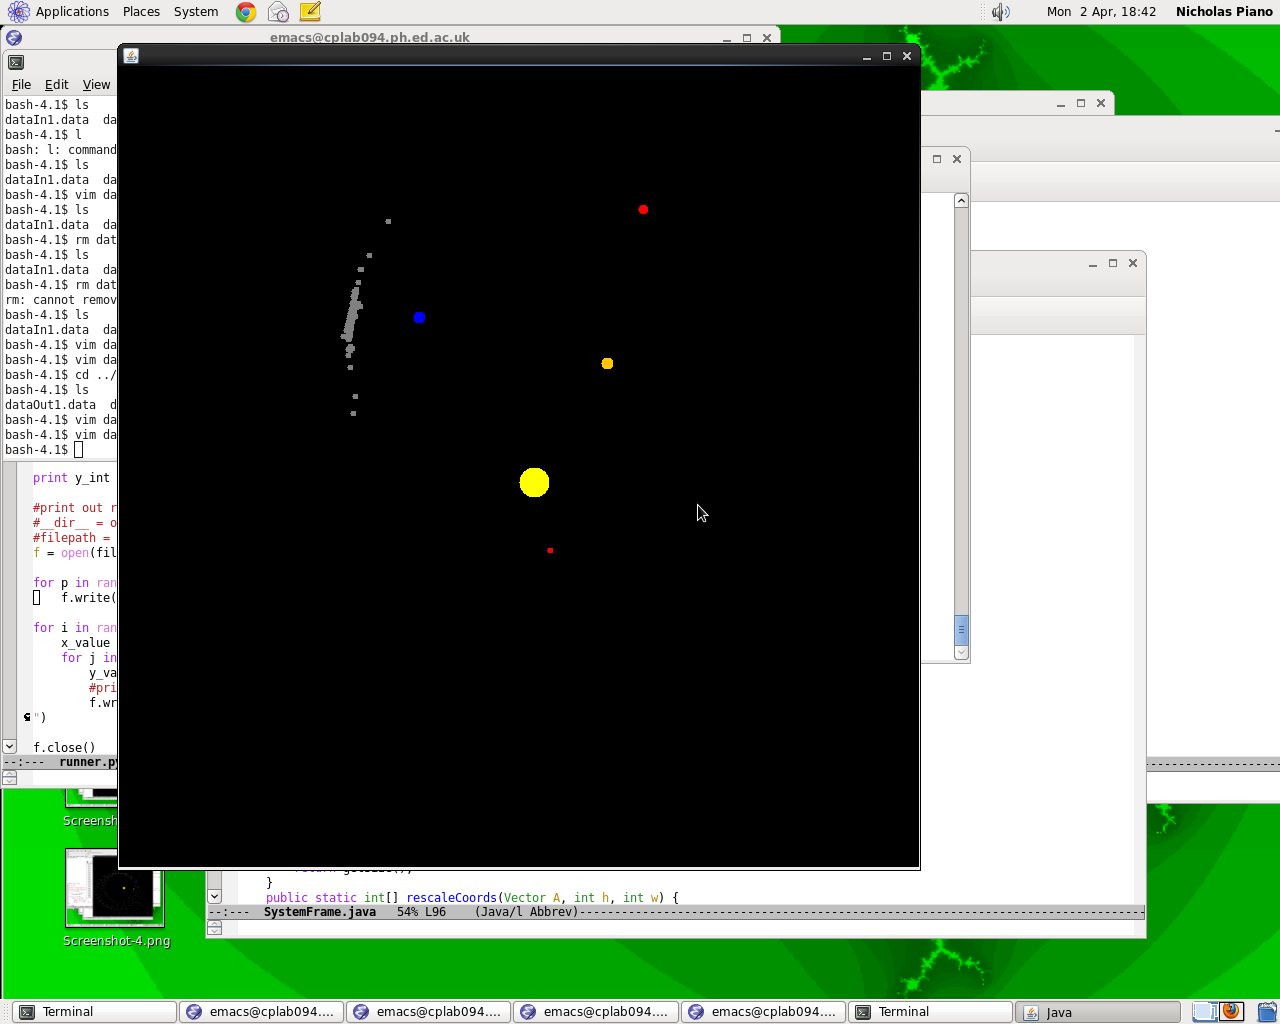 Applications Places System Mon 2 Apr, 18:42 Nicholas Piano
emacs@cplab094.ph.ed.ac.uk
File Edit View
bash-4.1$ ls
dataIn1.data da
bash-4.1$ l
bash: l: command
bash-4.1$ ls
dataIn1.data da
bash-4.1$ vim da
bash-4.1$ ls
dataIn1.data da
bash-4.1$ rm dat
bash-4.1$ ls
dataIn1.data da
bash-4.1$ rm dat
rm: cannot remov
bash-4.1$ ls
dataIn1.data da
bash-4.1$ vim da
bash-4.1$ vim da
bash-4.1$ cd ../
bash-4.1$ ls
dataOut1.data d
bash-4.1$ vim da
bash-4.1$ vim da
bash-4.1$
print y_int
#print out r
#__dir__ = o
#filepath =
f = open(fil
for p in ran
f.write(
for i in ran
x_value
for j in
y_va
#pri
f.wr
")
f.close()
--:--- runner.py
Screensh
Screenshot-4.png
}
public static int[] rescaleCoords(Vector A, int h, int w) {
--:--- SystemFrame.java 54% L96 (Java/l Abbrev)
Terminal emacs@cplab094.... emacs@cplab094.... emacs@cplab094.... emacs@cplab094.... Terminal Java